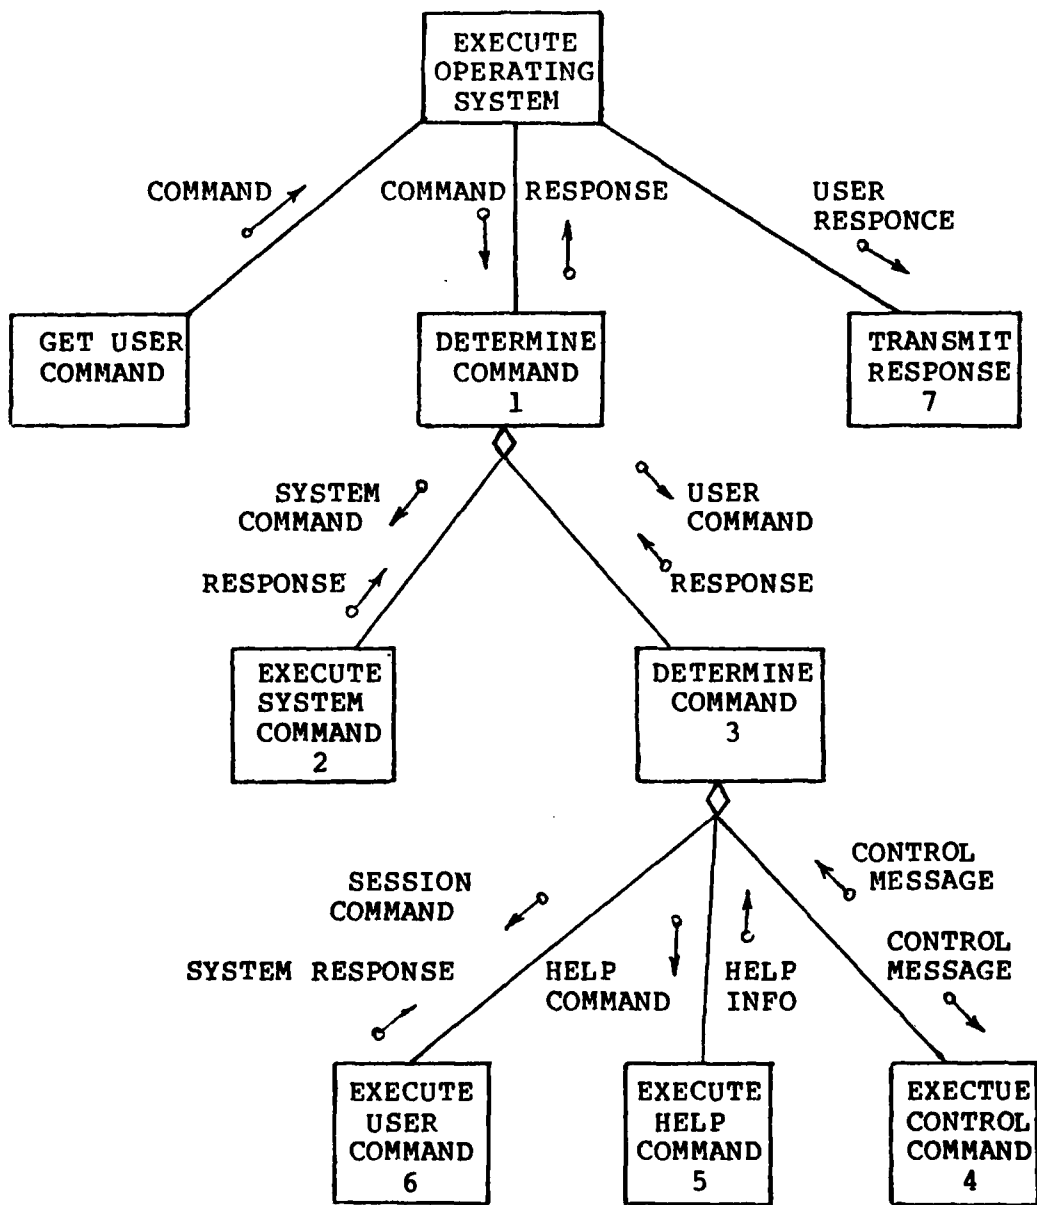 EXECUTE
OPERATING
SYSTEM
COMMAND
COMMAND
RESPONSE
USER
RESPONCE
GET USER
COMMAND
DETERMINE
COMMAND
1
TRANSMIT
RESPONSE
7
SYSTEM
COMMAND
USER
COMMAND
RESPONSE
RESPONSE
EXECUTE
SYSTEM
COMMAND
2
DETERMINE
COMMAND
3
SESSION
COMMAND
CONTROL
MESSAGE
SYSTEM RESPONSE
HELP
COMMAND
HELP
INFO
CONTROL
MESSAGE
EXECUTE
USER
COMMAND
6
EXECUTE
HELP
COMMAND
5
EXECTUE
CONTROL
COMMAND
4